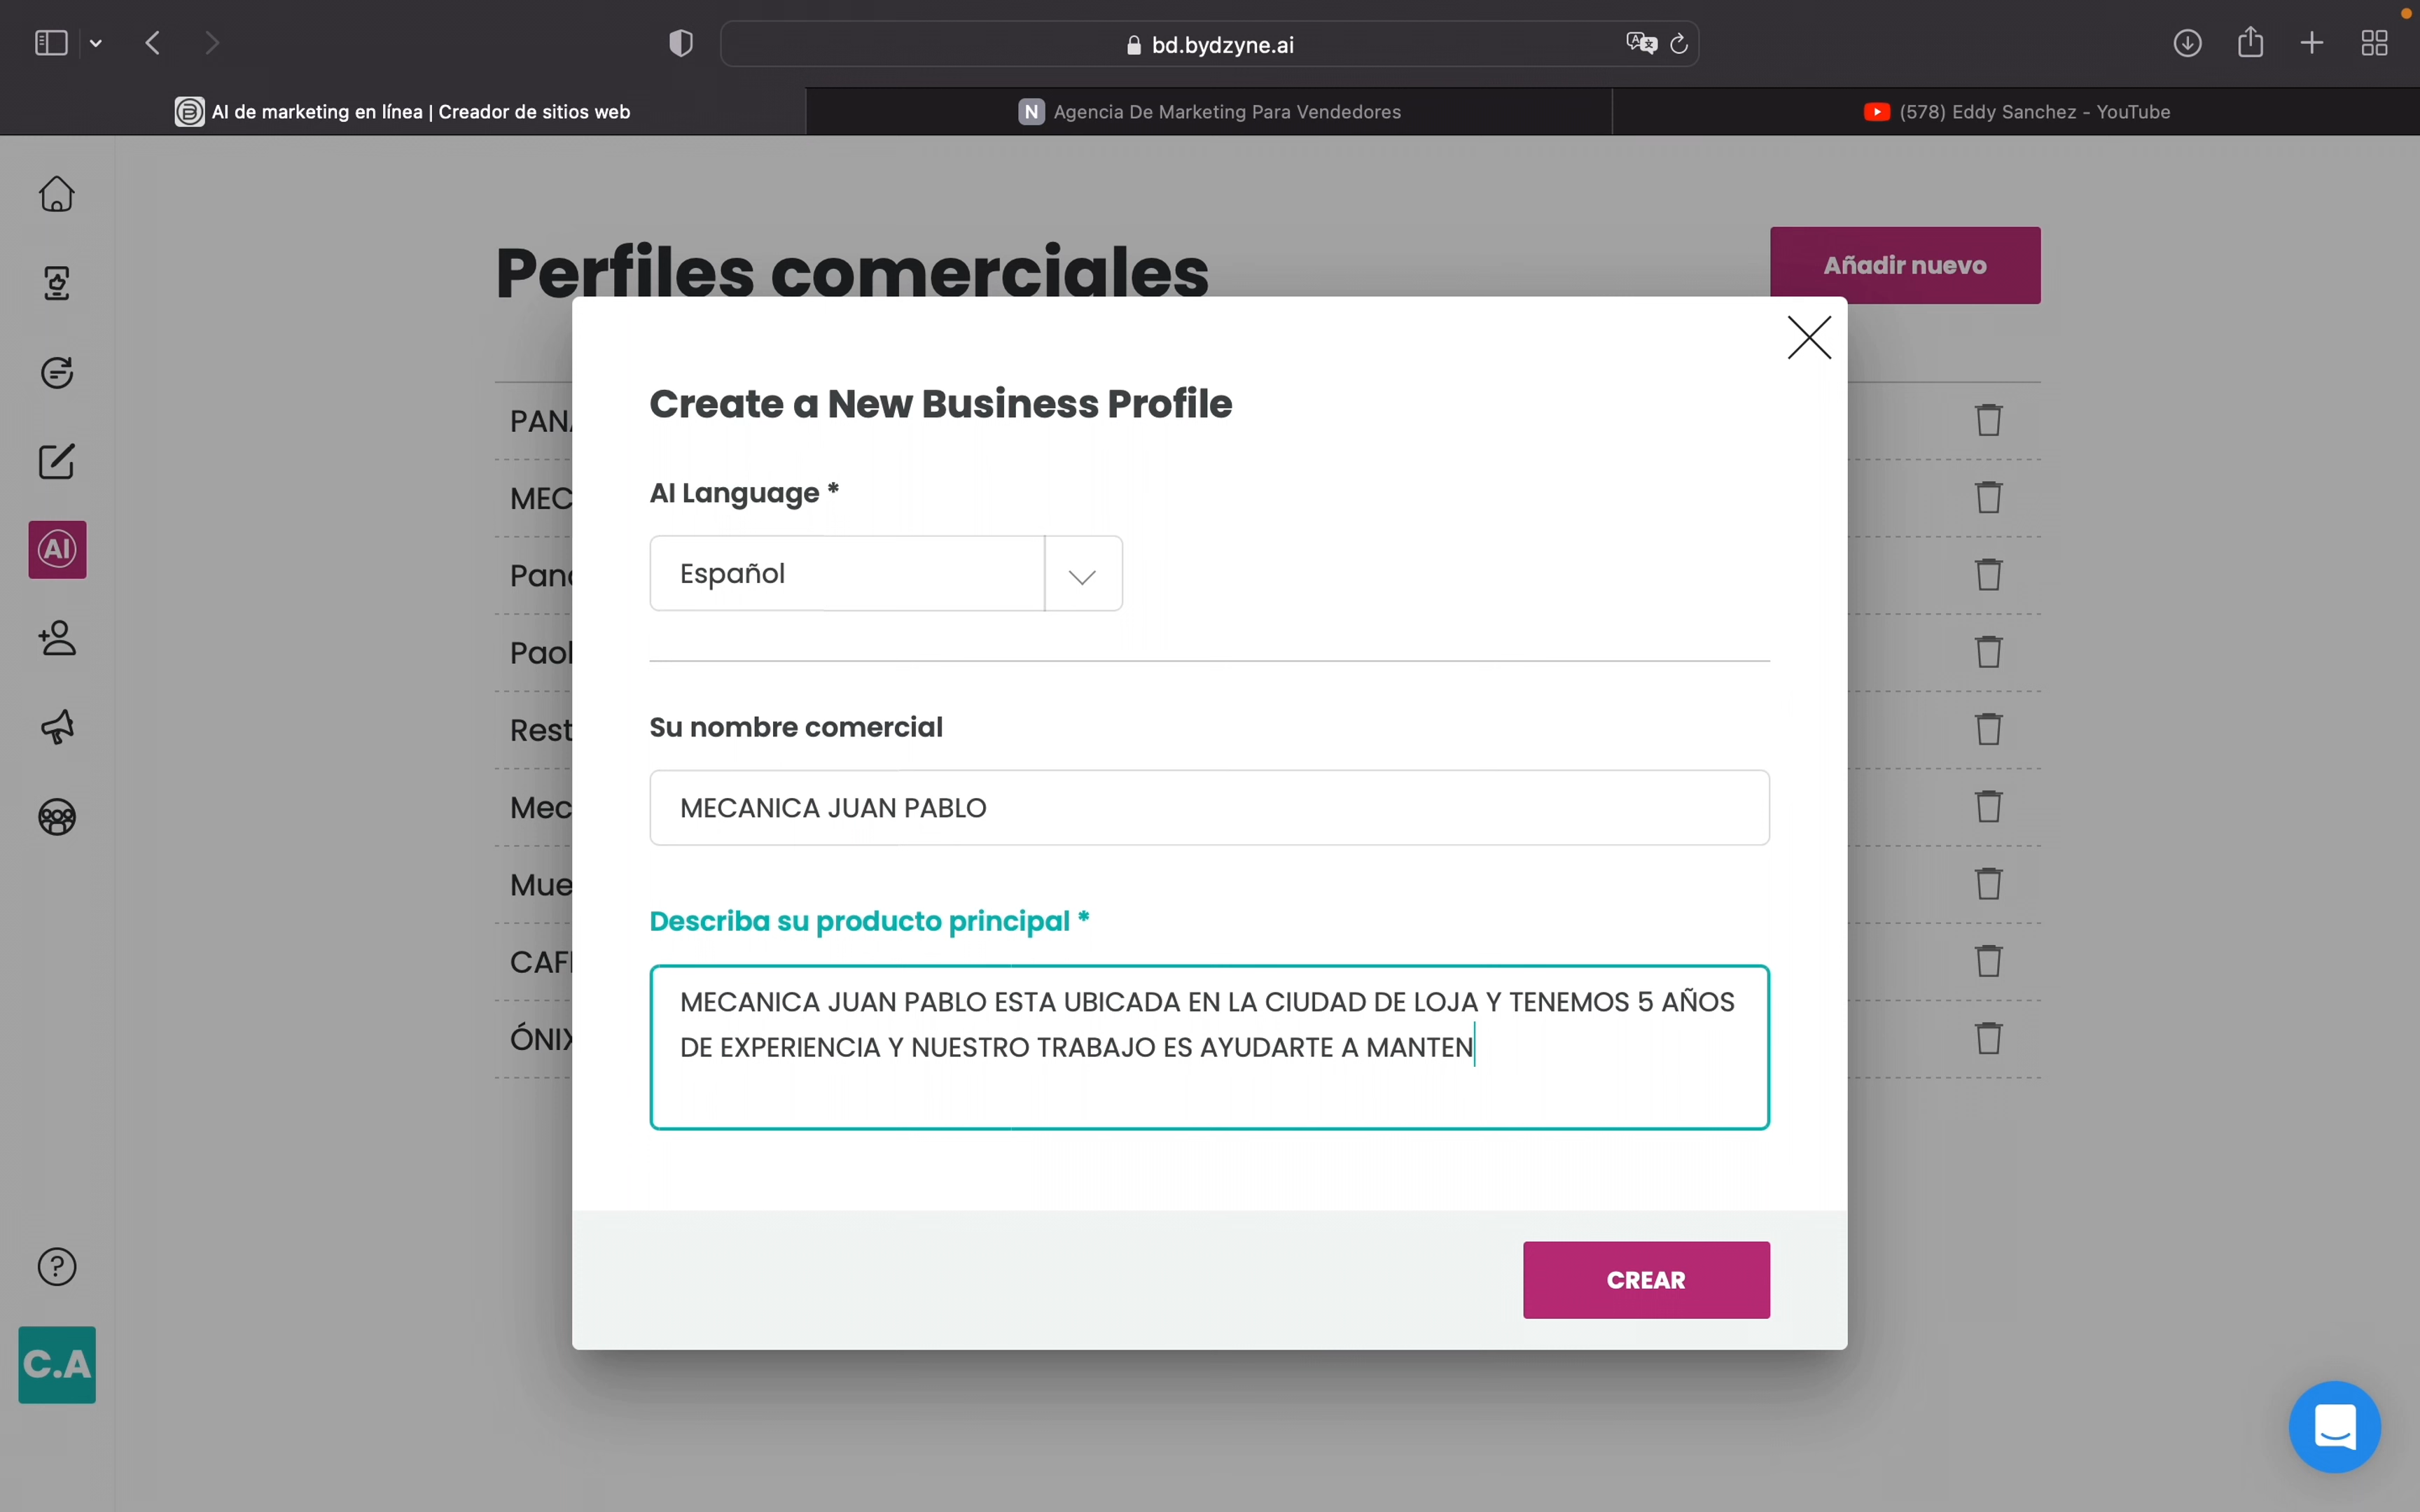 bd.bydzyne.ai
AI de marketing en línea | Creador de sitios web
N Agencia De Marketing Para Vendedores
(578) Eddy Sanchez - YouTube
Perfiles comerciales
Añadir nuevo
Create a New Business Profile
AI Language *
Español
Su nombre comercial
MECANICA JUAN PABLO
Describa su producto principal *
MECANICA JUAN PABLO ESTA UBICADA EN LA CIUDAD DE LOJA Y TENEMOS 5 AÑOS
DE EXPERIENCIA Y NUESTRO TRABAJO ES AYUDARTE A MANTEN
CREAR
PAN
MEC
Pan
Paol
Rest
Mec
Mue
CAF
ÓNIX
AI
?
C.A